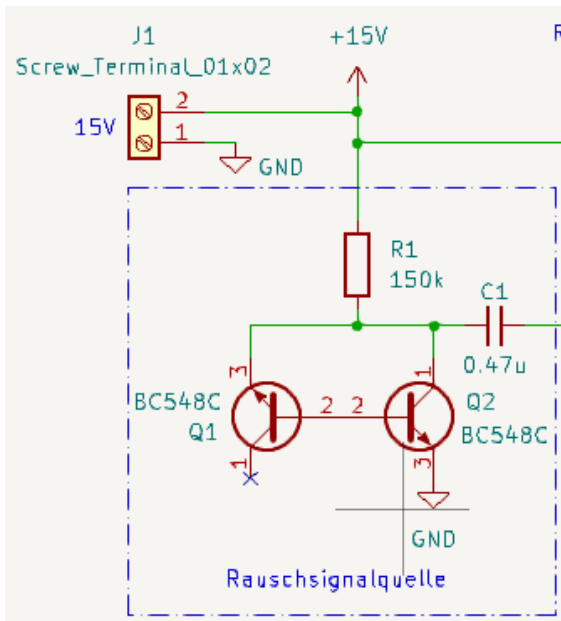 J1
Screw_Terminal_01x02
+15V
R
2
15V
1
GND
R1
150k
C1
0.47u
3
1
BC548C
Q1
2
2
Q2
BC548C
1
3
GND
Rauschsignalquelle